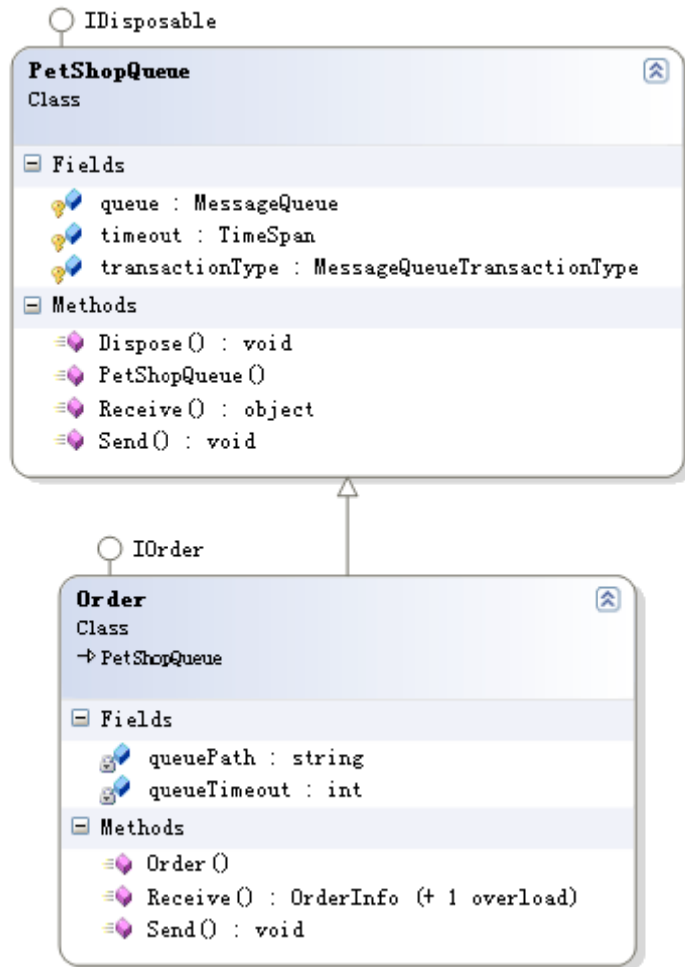 IDisposable
PetShopQueue
Class
Fields
queue : MessageQueue
timeout : TimeSpan
transactionType : MessageQueueTransactionType
Methods
Dispose() : void
PetShopQueue()
Receive() : object
Send() : void
IOrder
Order
Class
PetShopQueue
Fields
queuePath : string
queueTimeout : int
Methods
Order()
Receive() : OrderInfo (+ 1 overload)
Send() : void